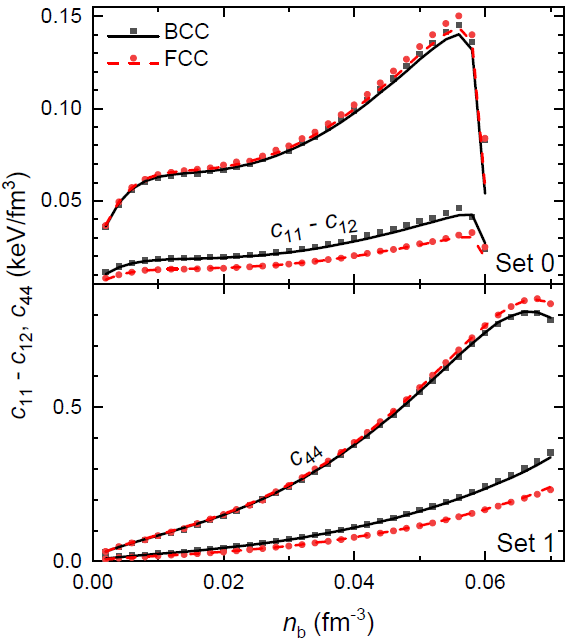 BCC
FCC
0.15
0.10
0.05
c11 - c12
Set 0
c11 - c12, c44 (keV/fm³)
0.5
c44
0.0
Set 1
0.00 0.02 0.04 0.06
nb (fm-3)